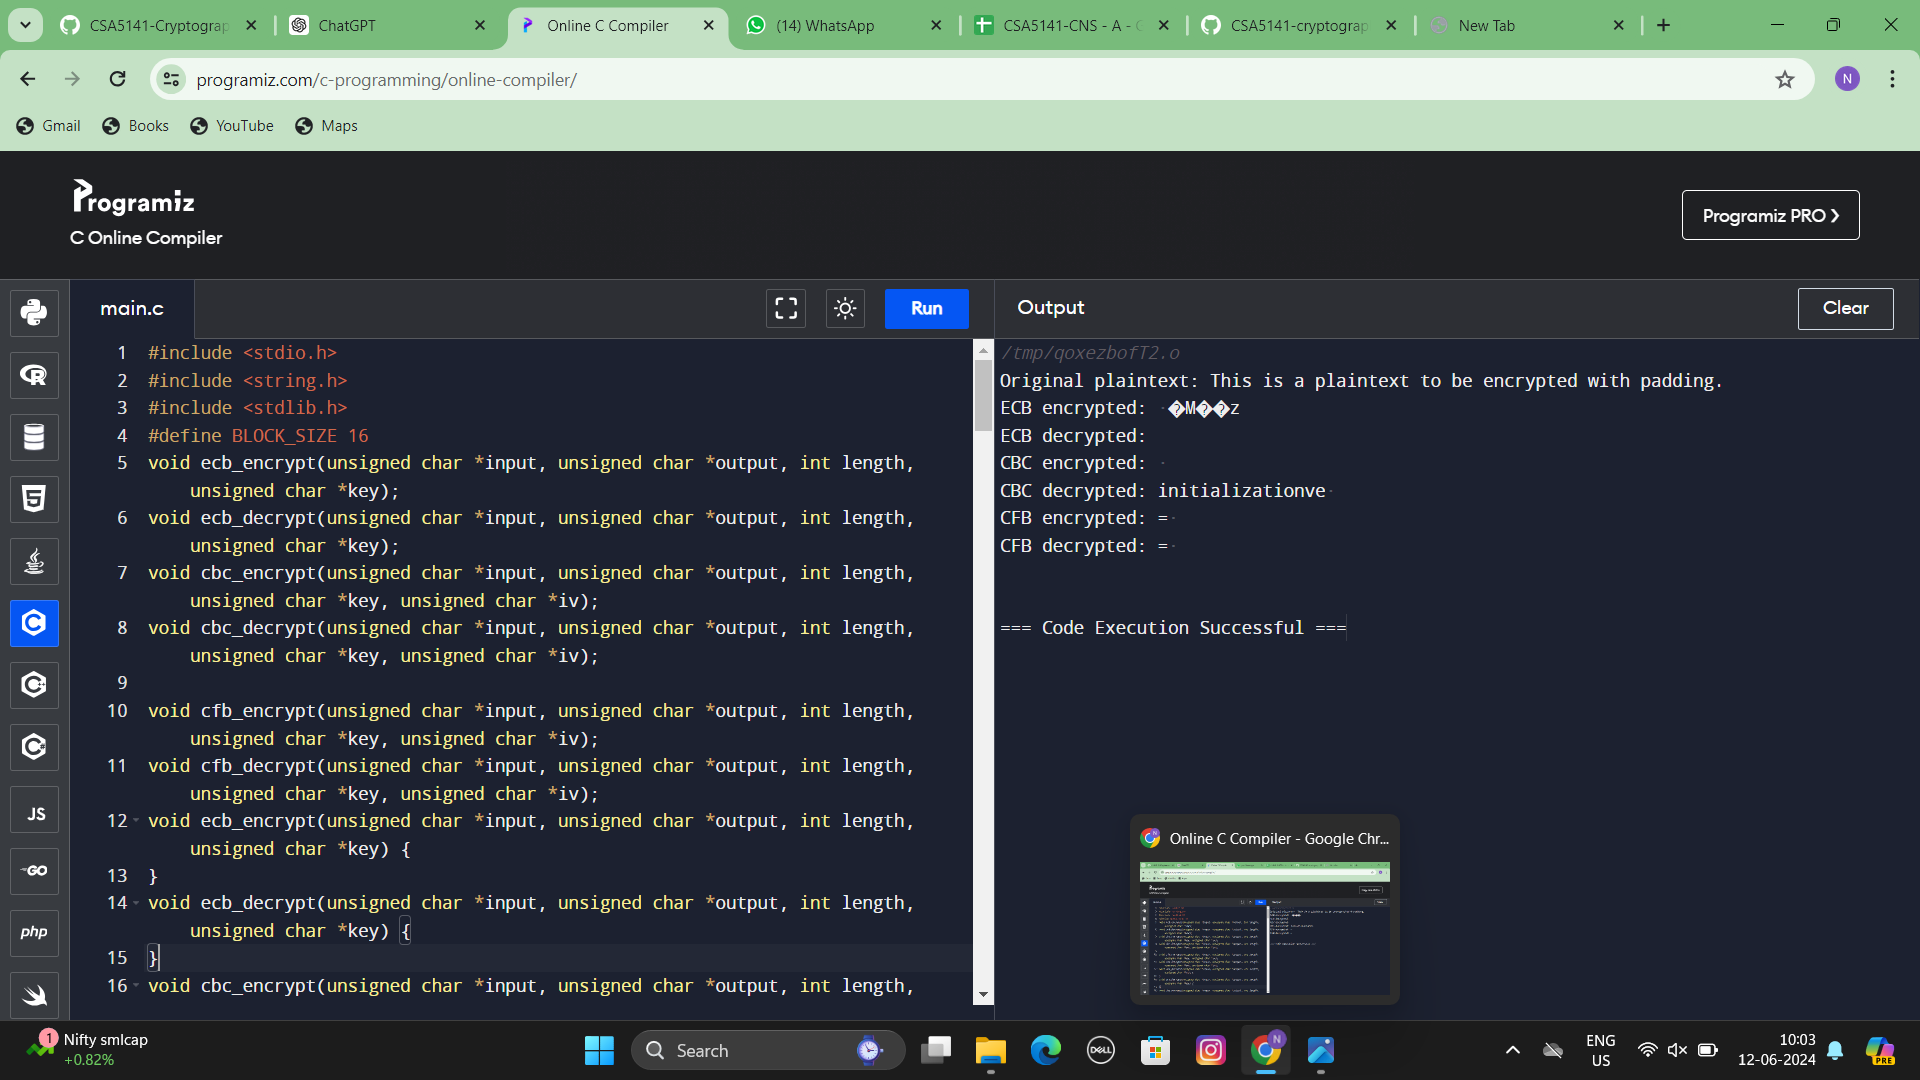 CSA5141-Cryptograp
ChatGPT
Online C Compiler
(14) WhatsApp
CSA5141-CNS - A -
CSA5141-cryptograp
New Tab
programiz.com/c-programming/online-compiler/
N
Gmail
Books
YouTube
Maps
Programiz
C Online Compiler
Programiz PRO
main.c
Run
Output
Clear
1 #include <stdio.h>
2 #include <string.h>
3 #include <stdlib.h>
4 #define BLOCK_SIZE 16
5 void ecb_encrypt(unsigned char *input, unsigned char *output, int length,
unsigned char *key);
6 void ecb_decrypt(unsigned char *input, unsigned char *output, int length,
unsigned char *key);
7 void cbc_encrypt(unsigned char *input, unsigned char *output, int length,
unsigned char *key, unsigned char *iv);
8 void cbc_decrypt(unsigned char *input, unsigned char *output, int length,
unsigned char *key, unsigned char *iv);
9
10 void cfb_encrypt(unsigned char *input, unsigned char *output, int length,
unsigned char *key, unsigned char *iv);
11 void cfb_decrypt(unsigned char *input, unsigned char *output, int length,
unsigned char *key, unsigned char *iv);
12 void ecb_encrypt(unsigned char *input, unsigned char *output, int length,
unsigned char *key) {
13 }
14 void ecb_decrypt(unsigned char *input, unsigned char *output, int length,
unsigned char *key) {
15 }
16 void cbc_encrypt(unsigned char *input, unsigned char *output, int length,
/tmp/qoxezbofT2.o
Original plaintext: This is a plaintext to be encrypted with padding.
ECB encrypted: �M��z
ECB decrypted:
CBC encrypted:
CBC decrypted: initializationve
CFB encrypted: =
CFB decrypted: =
=== Code Execution Successful ===
JS
GO
php
Online C Compiler - Google Chr...
1
Nifty smlcap
+0.82%
Search
DELL
N
ENG
US
10:03
12-06-2024
PRE